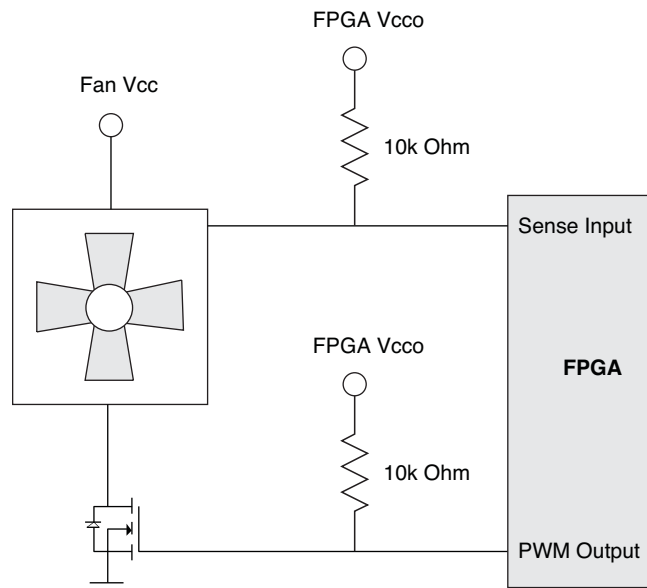 FPGA Vcco
Fan Vcc
10k Ohm
Sense Input
FPGA Vcco
FPGA
10k Ohm
PWM Output